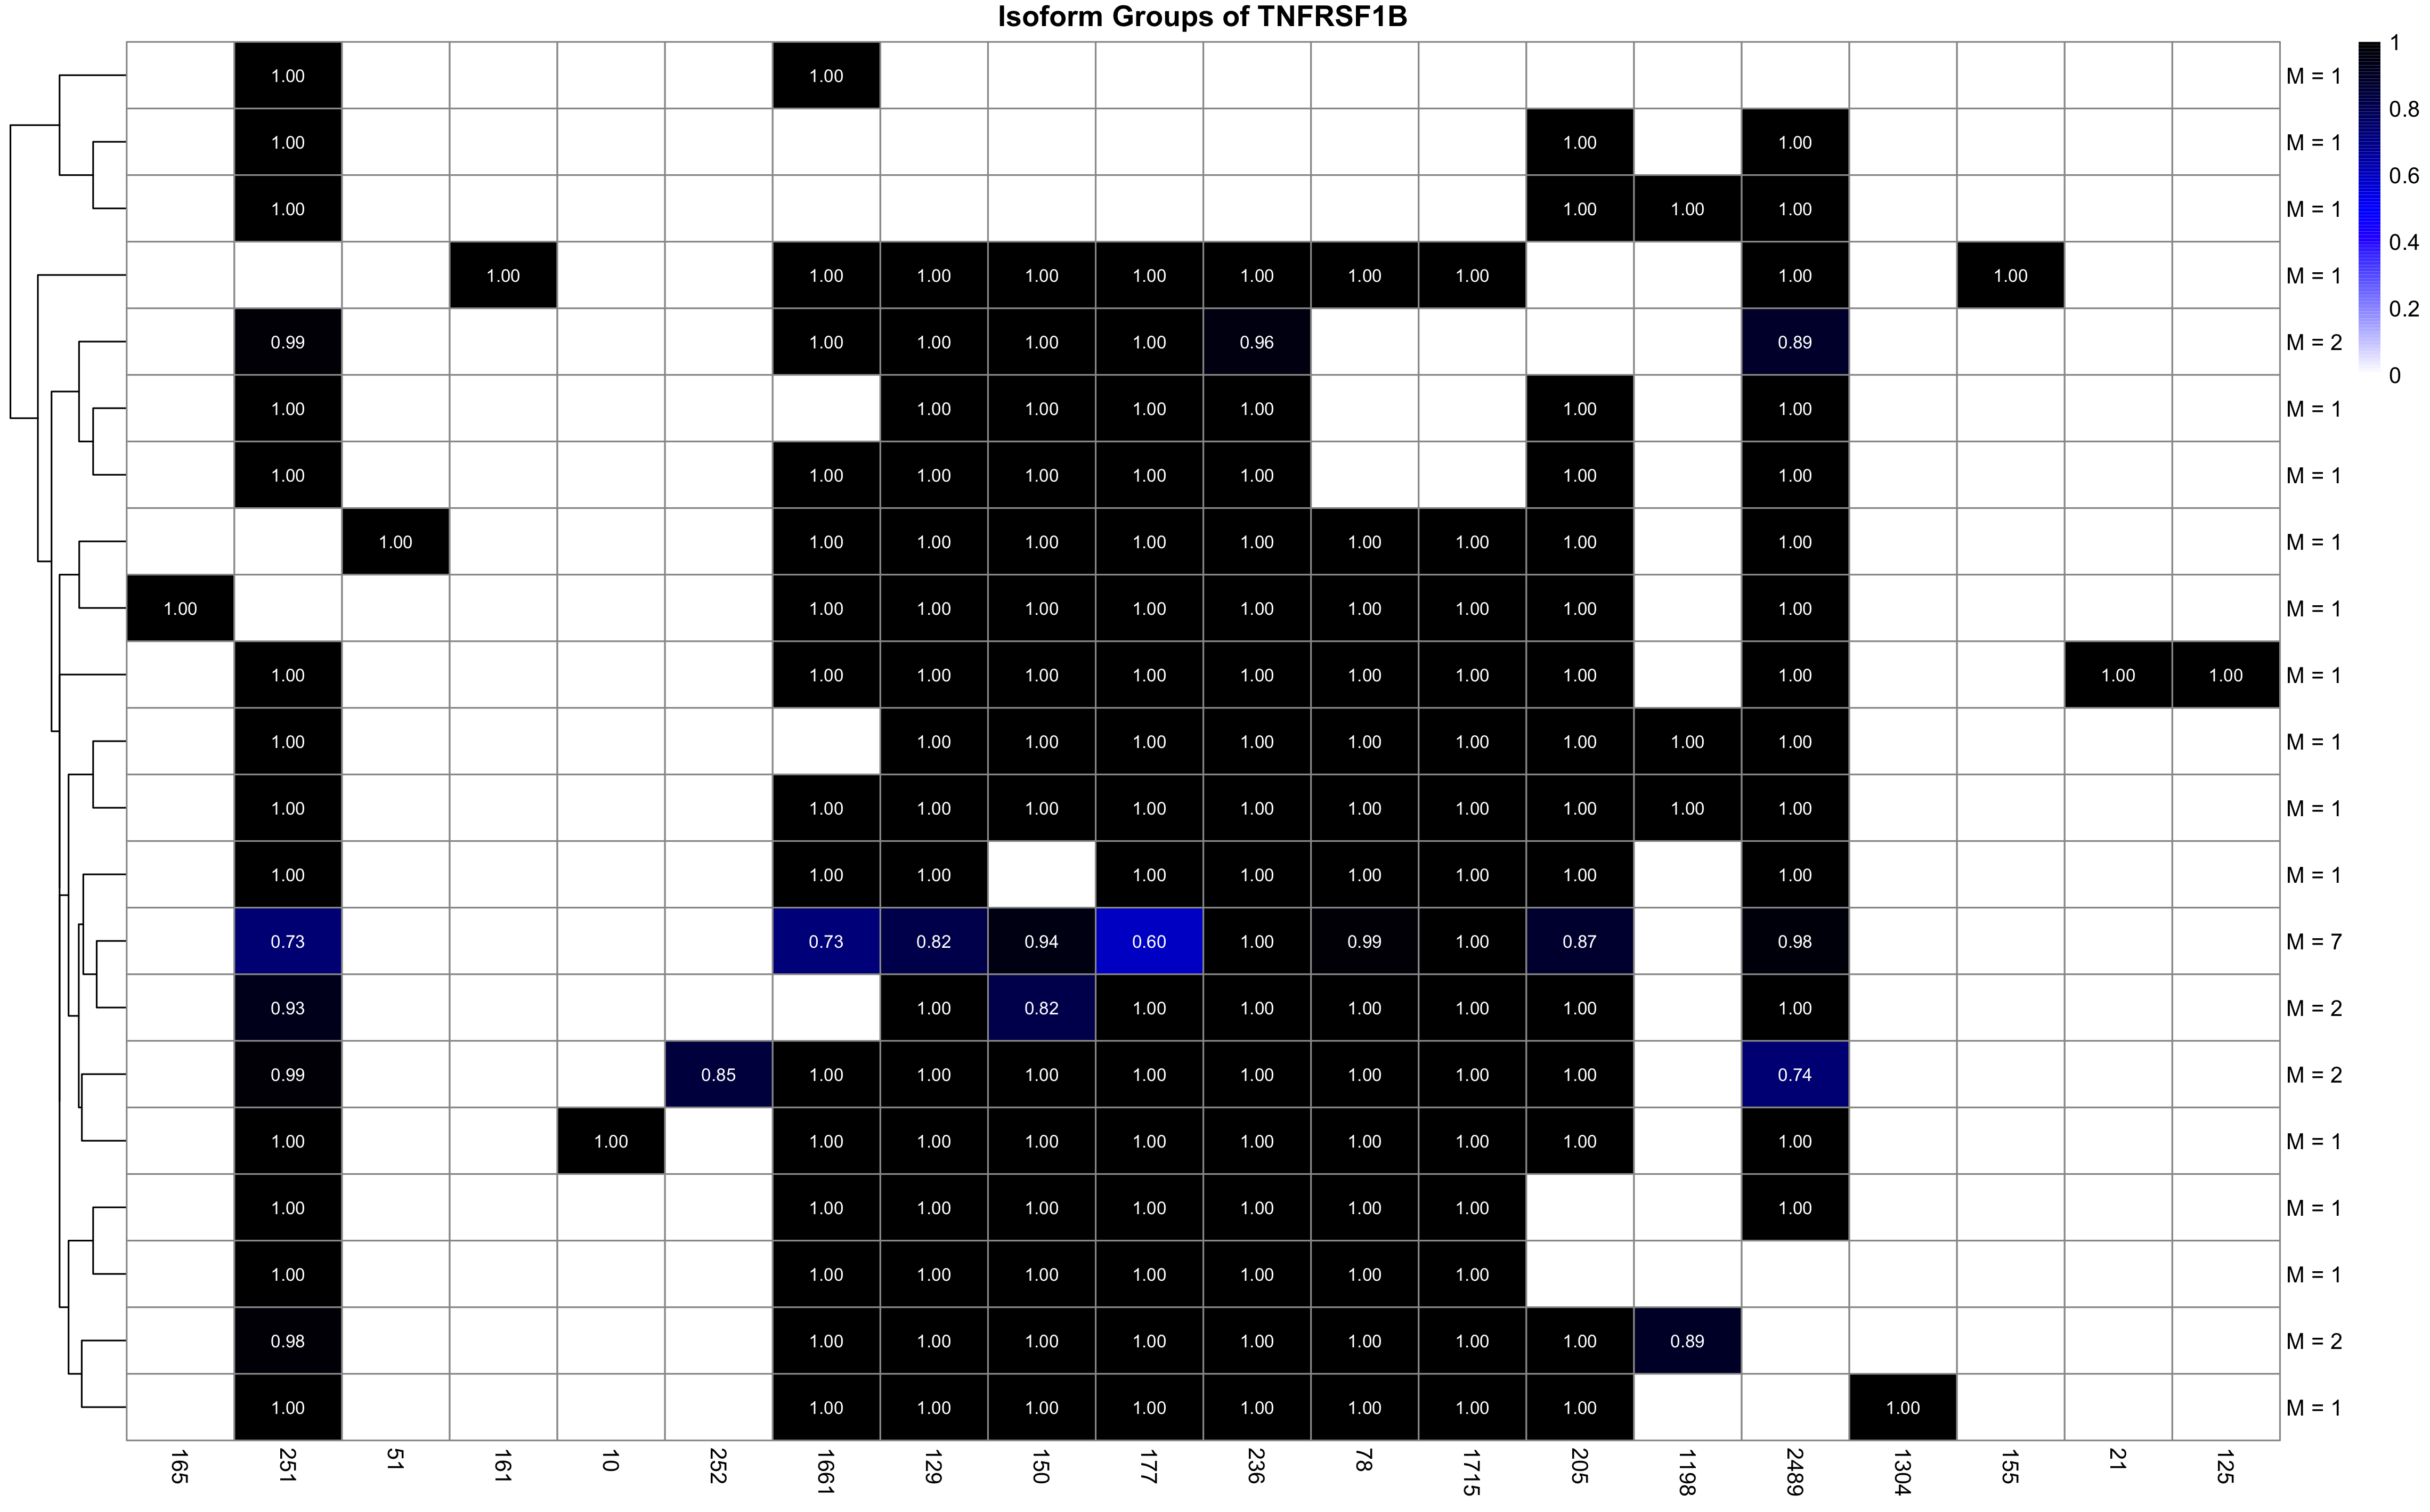 Isoform Groups of TNFRSF1B
1.00 1.00 M = 1 1
1.00 1.00 1.00 M = 1 0.8
1.00 1.00 1.00 1.00 M = 1 0.6
1.00 1.00 1.00 1.00 1.00 1.00 1.00 1.00 1.00 1.00 M = 1 0.4
0.2
0.99 1.00 1.00 1.00 1.00 0.96 0.89 M = 2
0
1.00 1.00 1.00 1.00 1.00 1.00 1.00 M = 1
1.00 1.00 1.00 1.00 1.00 1.00 1.00 1.00 M = 1
1.00 1.00 1.00 1.00 1.00 1.00 1.00 1.00 1.00 1.00 M = 1
1.00 1.00 1.00 1.00 1.00 1.00 1.00 1.00 1.00 1.00 M = 1
1.00 1.00 1.00 1.00 1.00 1.00 1.00 1.00 1.00 1.00 1.00 1.00 M = 1
1.00 1.00 1.00 1.00 1.00 1.00 1.00 1.00 1.00 1.00 M = 1
1.00 1.00 1.00 1.00 1.00 1.00 1.00 1.00 1.00 1.00 1.00 M = 1
1.00 1.00 1.00 1.00 1.00 1.00 1.00 1.00 1.00 M = 1
0.73 0.73 0.82 0.94 0.60 1.00 0.99 1.00 0.87 0.98 M = 7
0.93 1.00 0.82 1.00 1.00 1.00 1.00 1.00 1.00 M = 2
0.99 0.85 1.00 1.00 1.00 1.00 1.00 1.00 1.00 1.00 0.74 M = 2
1.00 1.00 1.00 1.00 1.00 1.00 1.00 1.00 1.00 1.00 1.00 M = 1
1.00 1.00 1.00 1.00 1.00 1.00 1.00 1.00 1.00 M = 1
1.00 1.00 1.00 1.00 1.00 1.00 1.00 1.00 M = 1
0.98 1.00 1.00 1.00 1.00 1.00 1.00 1.00 1.00 0.89 M = 2
1.00 1.00 1.00 1.00 1.00 1.00 1.00 1.00 1.00 1.00 M = 1
165 251 51 161 10 252 1661 129 150 177 236 78 1715 205 1198 2489 1304 155 21 125